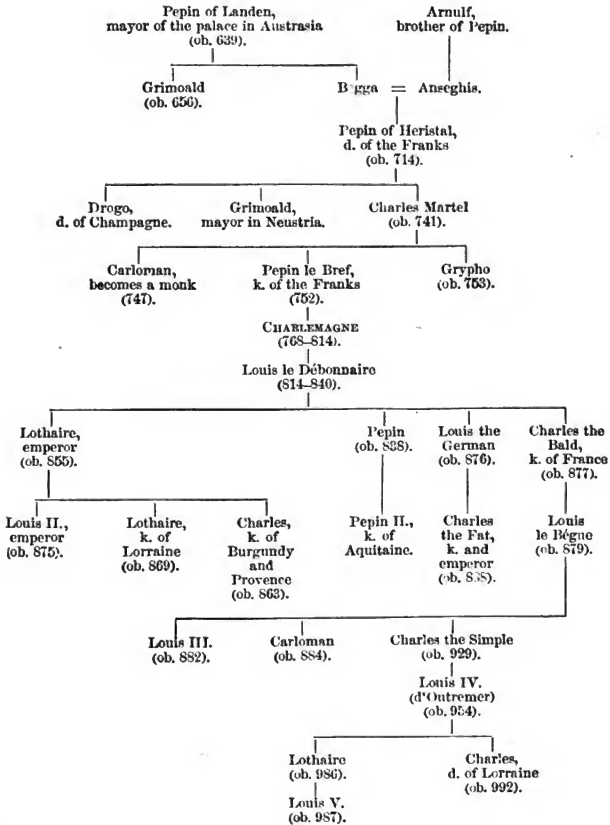 Pepin of Landen,
mayor of the palace in Austrasia
(ob. 639).
Arnulf,
brother of Pepin.
Grimoald
(ob. 656).
Begga = Anseghis.
Pepin of Heristal,
d. of the Franks
(ob. 714).
Drogo,
d. of Champagne.
Grimoald,
mayor in Neustria.
Charles Martel
(ob. 741).
Carloman,
becomes a monk
(747).
Pepin le Bref,
k. of the Franks
(752).
Grypho
(ob. 753).
CHARLEMAGNE
(768–814).
Louis le Débonnaire
(814–840).
Lothaire,
emperor
(ob. 855).
Pepin
(ob. 838).
Louis the
German
(ob. 876).
Charles the
Bald,
k. of France
(ob. 877).
Louis II.,
emperor
(ob. 875).
Lothaire,
k. of
Lorraine
(ob. 869).
Charles,
k. of
Burgundy
and
Provence
(ob. 863).
Pepin II.,
k. of
Aquitaine.
Charles
the Fat,
k. and
emperor
(ob. 888).
Louis
le Bégue
(ob. 879).
Louis III.
(ob. 882).
Carloman
(ob. 884).
Charles the Simple
(ob. 929).
Louis IV.
(d'Outremer)
(ob. 954).
Lothaire
(ob. 986).
Charles,
d. of Lorraine
(ob. 992).
Louis V.
(ob. 987).